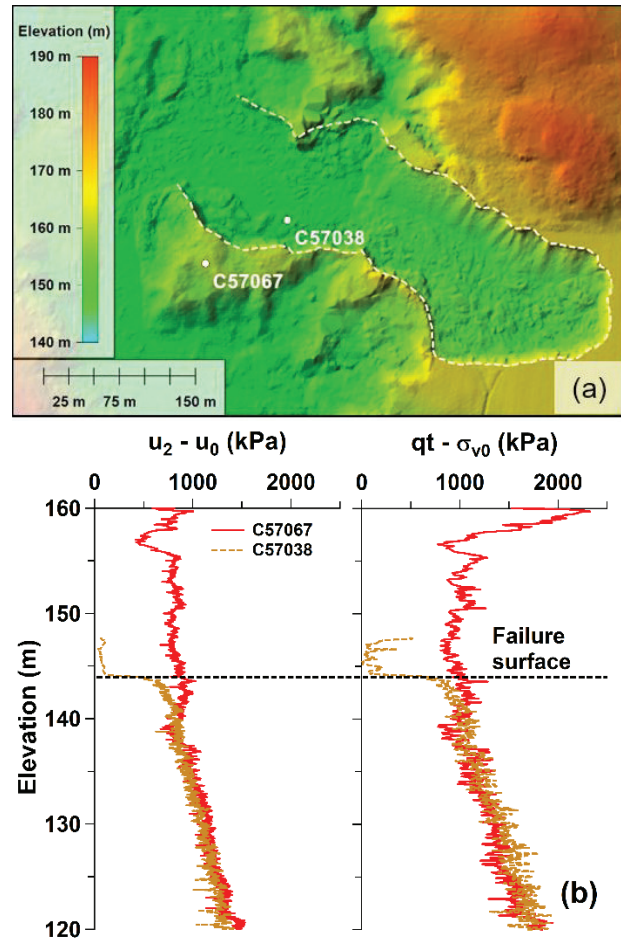 Elevation (m)
190 m
180 m
170 m
160 m
150 m
140 m
25 m 75 m 150 m
C57038
C57067
(a)
u2 - u0 (kPa)
qt - σv0 (kPa)
0 1000 2000
0 1000 2000
160
150
140
130
120
Elevation (m)
C57067
C57038
Failure
surface
(b)